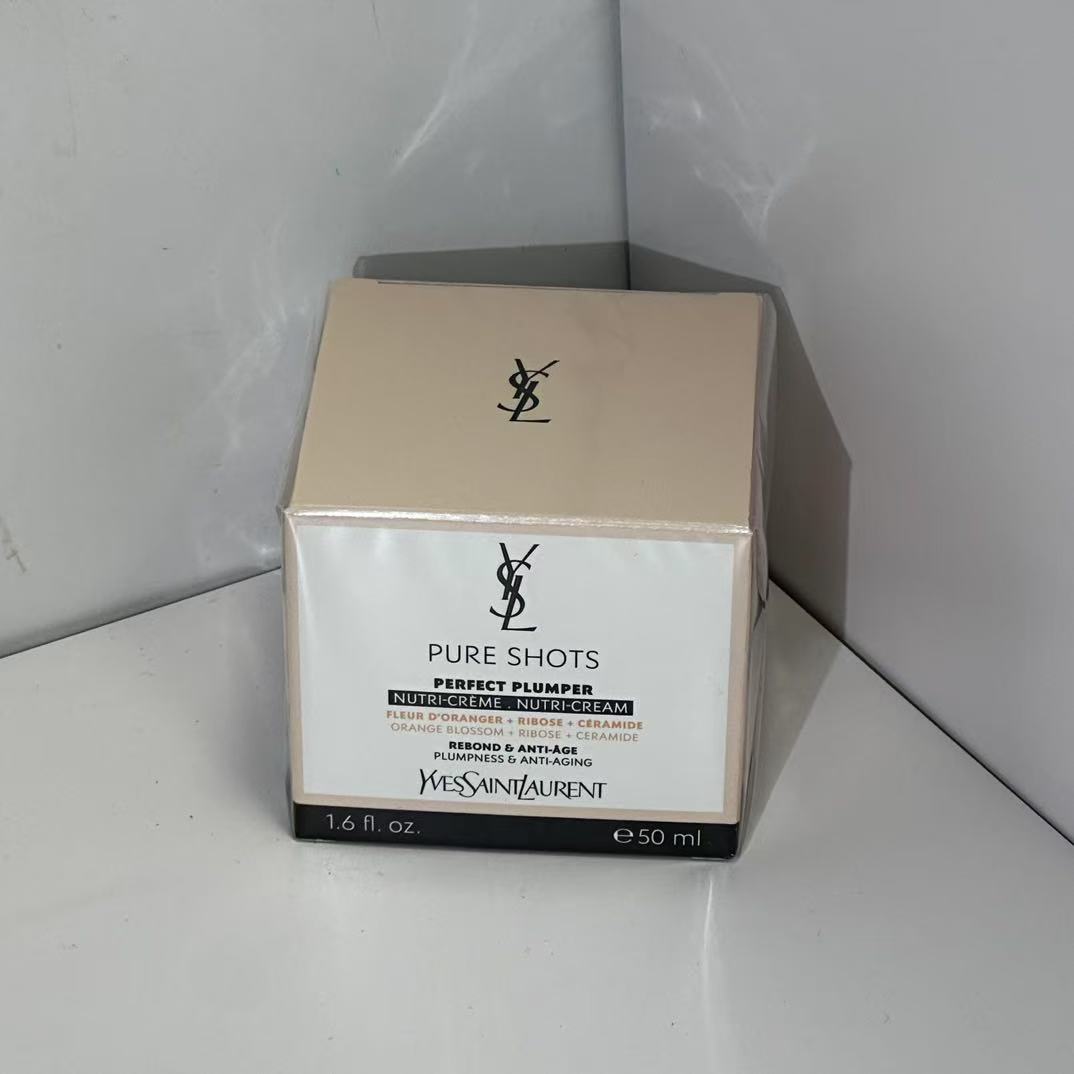 YSL
YSL
PURE SHOTS
PERFECT PLUMPER
NUTRI-CRÈME . NUTRI-CREAM
FLEUR D'ORANGER + RIBOSE + CÉRAMIDE
ORANGE BLOSSOM + RIBOSE + CERAMIDE
REBOND & ANTI-ÂGE
PLUMPNESS & ANTI-AGING
YVESSAINTLAURENT
1.6 fl. oz. ℮50 ml